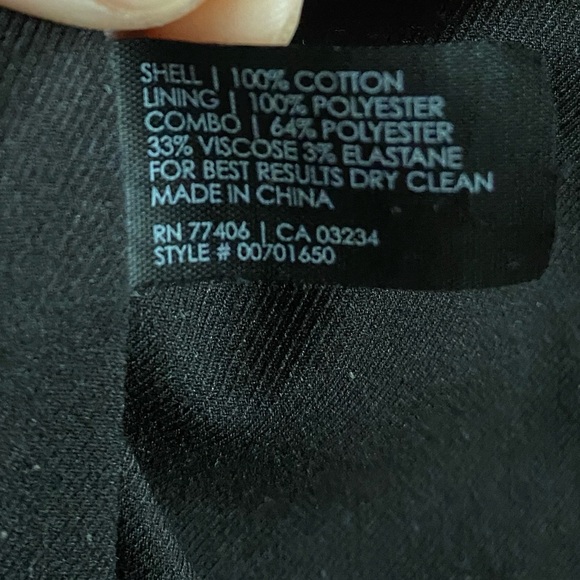 SHELL | 100% COTTON
LINING | 100% POLYESTER
COMBO | 64% POLYESTER
33% VISCOSE 3% ELASTANE
FOR BEST RESULTS DRY CLEAN
MADE IN CHINA
RN 77406 | CA 03234
STYLE # 00701650